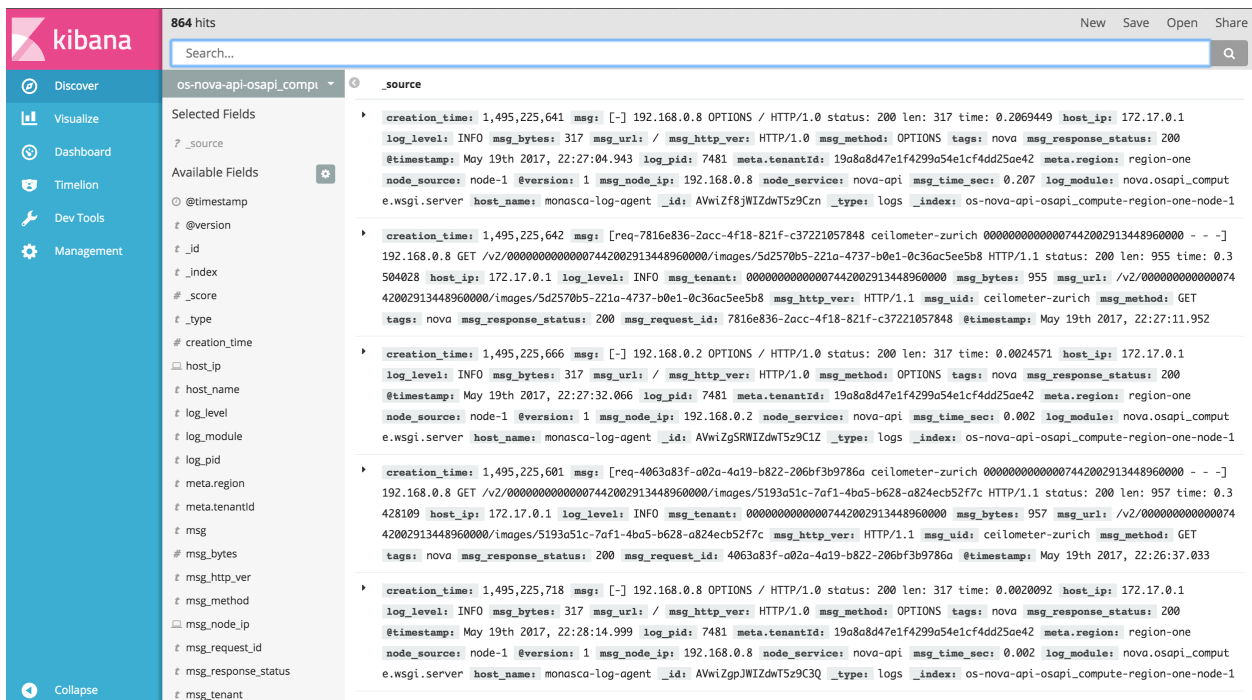 864 hits
New Save Open Share
kibana
Search...
Discover
Visualize
Dashboard
Timelion
Dev Tools
Management
Collapse
os-nova-api-osapi_compu
Selected Fields
? _source
Available Fields
@timestamp
t @version
t _id
t _index
# _score
t _type
# creation_time
host_ip
t host_name
t log_level
t log_module
t log_pid
t meta.region
t meta.tenantId
t msg
# msg_bytes
t msg_http_ver
t msg_method
msg_node_ip
t msg_request_id
t msg_response_status
t msg_tenant
_source
creation_time: 1,495,225,641 msg: [-] 192.168.0.8 OPTIONS / HTTP/1.0 status: 200 len: 317 time: 0.2069449 host_ip: 172.17.0.1
log_level: INFO msg_bytes: 317 msg_url: / msg_http_ver: HTTP/1.0 msg_method: OPTIONS tags: nova msg_response_status: 200
@timestamp: May 19th 2017, 22:27:04.943 log_pid: 7481 meta.tenantId: 19a8a8d47e1f4299a54e1cf4dd25ae42 meta.region: region-one
node_source: node-1 @version: 1 msg_node_ip: 192.168.0.8 node_service: nova-api msg_time_sec: 0.207 log_module: nova.osapi_comput
e.wsgi.server host_name: monasca-log-agent _id: AVwiZf8jWIZdwT5z9Czn _type: logs _index: os-nova-api-osapi_compute-region-one-node-1
creation_time: 1,495,225,642 msg: [req-7816e836-2acc-4f18-821f-c37221057848 ceilometer-zurich 00000000000007442002913448960000 - - -]
192.168.0.8 GET /v2/00000000000007442002913448960000/images/5d2570b5-221a-4737-b0e1-0c36ac5ee5b8 HTTP/1.1 status: 200 len: 955 time: 0.3
504028 host_ip: 172.17.0.1 log_level: INFO msg_tenant: 00000000000007442002913448960000 msg_bytes: 955 msg_url: /v2/000000000000074
42002913448960000/images/5d2570b5-221a-4737-b0e1-0c36ac5ee5b8 msg_http_ver: HTTP/1.1 msg_uid: ceilometer-zurich msg_method: GET
tags: nova msg_response_status: 200 msg_request_id: 7816e836-2acc-4f18-821f-c37221057848 @timestamp: May 19th 2017, 22:27:11.952
creation_time: 1,495,225,666 msg: [-] 192.168.0.2 OPTIONS / HTTP/1.0 status: 200 len: 317 time: 0.0024571 host_ip: 172.17.0.1
log_level: INFO msg_bytes: 317 msg_url: / msg_http_ver: HTTP/1.0 msg_method: OPTIONS tags: nova msg_response_status: 200
@timestamp: May 19th 2017, 22:27:32.066 log_pid: 7481 meta.tenantId: 19a8a8d47e1f4299a54e1cf4dd25ae42 meta.region: region-one
node_source: node-1 @version: 1 msg_node_ip: 192.168.0.2 node_service: nova-api msg_time_sec: 0.002 log_module: nova.osapi_comput
e.wsgi.server host_name: monasca-log-agent _id: AVwiZgSRWIZdwT5z9C1Z _type: logs _index: os-nova-api-osapi_compute-region-one-node-1
creation_time: 1,495,225,601 msg: [req-4063a83f-a02a-4a19-b822-206bf3b9786a ceilometer-zurich 00000000000007442002913448960000 - - -]
192.168.0.8 GET /v2/00000000000007442002913448960000/images/5193a51c-7af1-4ba5-b628-a824ecb52f7c HTTP/1.1 status: 200 len: 957 time: 0.3
428109 host_ip: 172.17.0.1 log_level: INFO msg_tenant: 00000000000007442002913448960000 msg_bytes: 957 msg_url: /v2/000000000000074
42002913448960000/images/5193a51c-7af1-4ba5-b628-a824ecb52f7c msg_http_ver: HTTP/1.1 msg_uid: ceilometer-zurich msg_method: GET
tags: nova msg_response_status: 200 msg_request_id: 4063a83f-a02a-4a19-b822-206bf3b9786a @timestamp: May 19th 2017, 22:26:37.033
creation_time: 1,495,225,718 msg: [-] 192.168.0.8 OPTIONS / HTTP/1.0 status: 200 len: 317 time: 0.0020092 host_ip: 172.17.0.1
log_level: INFO msg_bytes: 317 msg_url: / msg_http_ver: HTTP/1.0 msg_method: OPTIONS tags: nova msg_response_status: 200
@timestamp: May 19th 2017, 22:28:14.999 log_pid: 7481 meta.tenantId: 19a8a8d47e1f4299a54e1cf4dd25ae42 meta.region: region-one
node_source: node-1 @version: 1 msg_node_ip: 192.168.0.8 node_service: nova-api msg_time_sec: 0.002 log_module: nova.osapi_comput
e.wsgi.server host_name: monasca-log-agent _id: AVwiZgpJWIZdwT5z9C3Q _type: logs _index: os-nova-api-osapi_compute-region-one-node-1